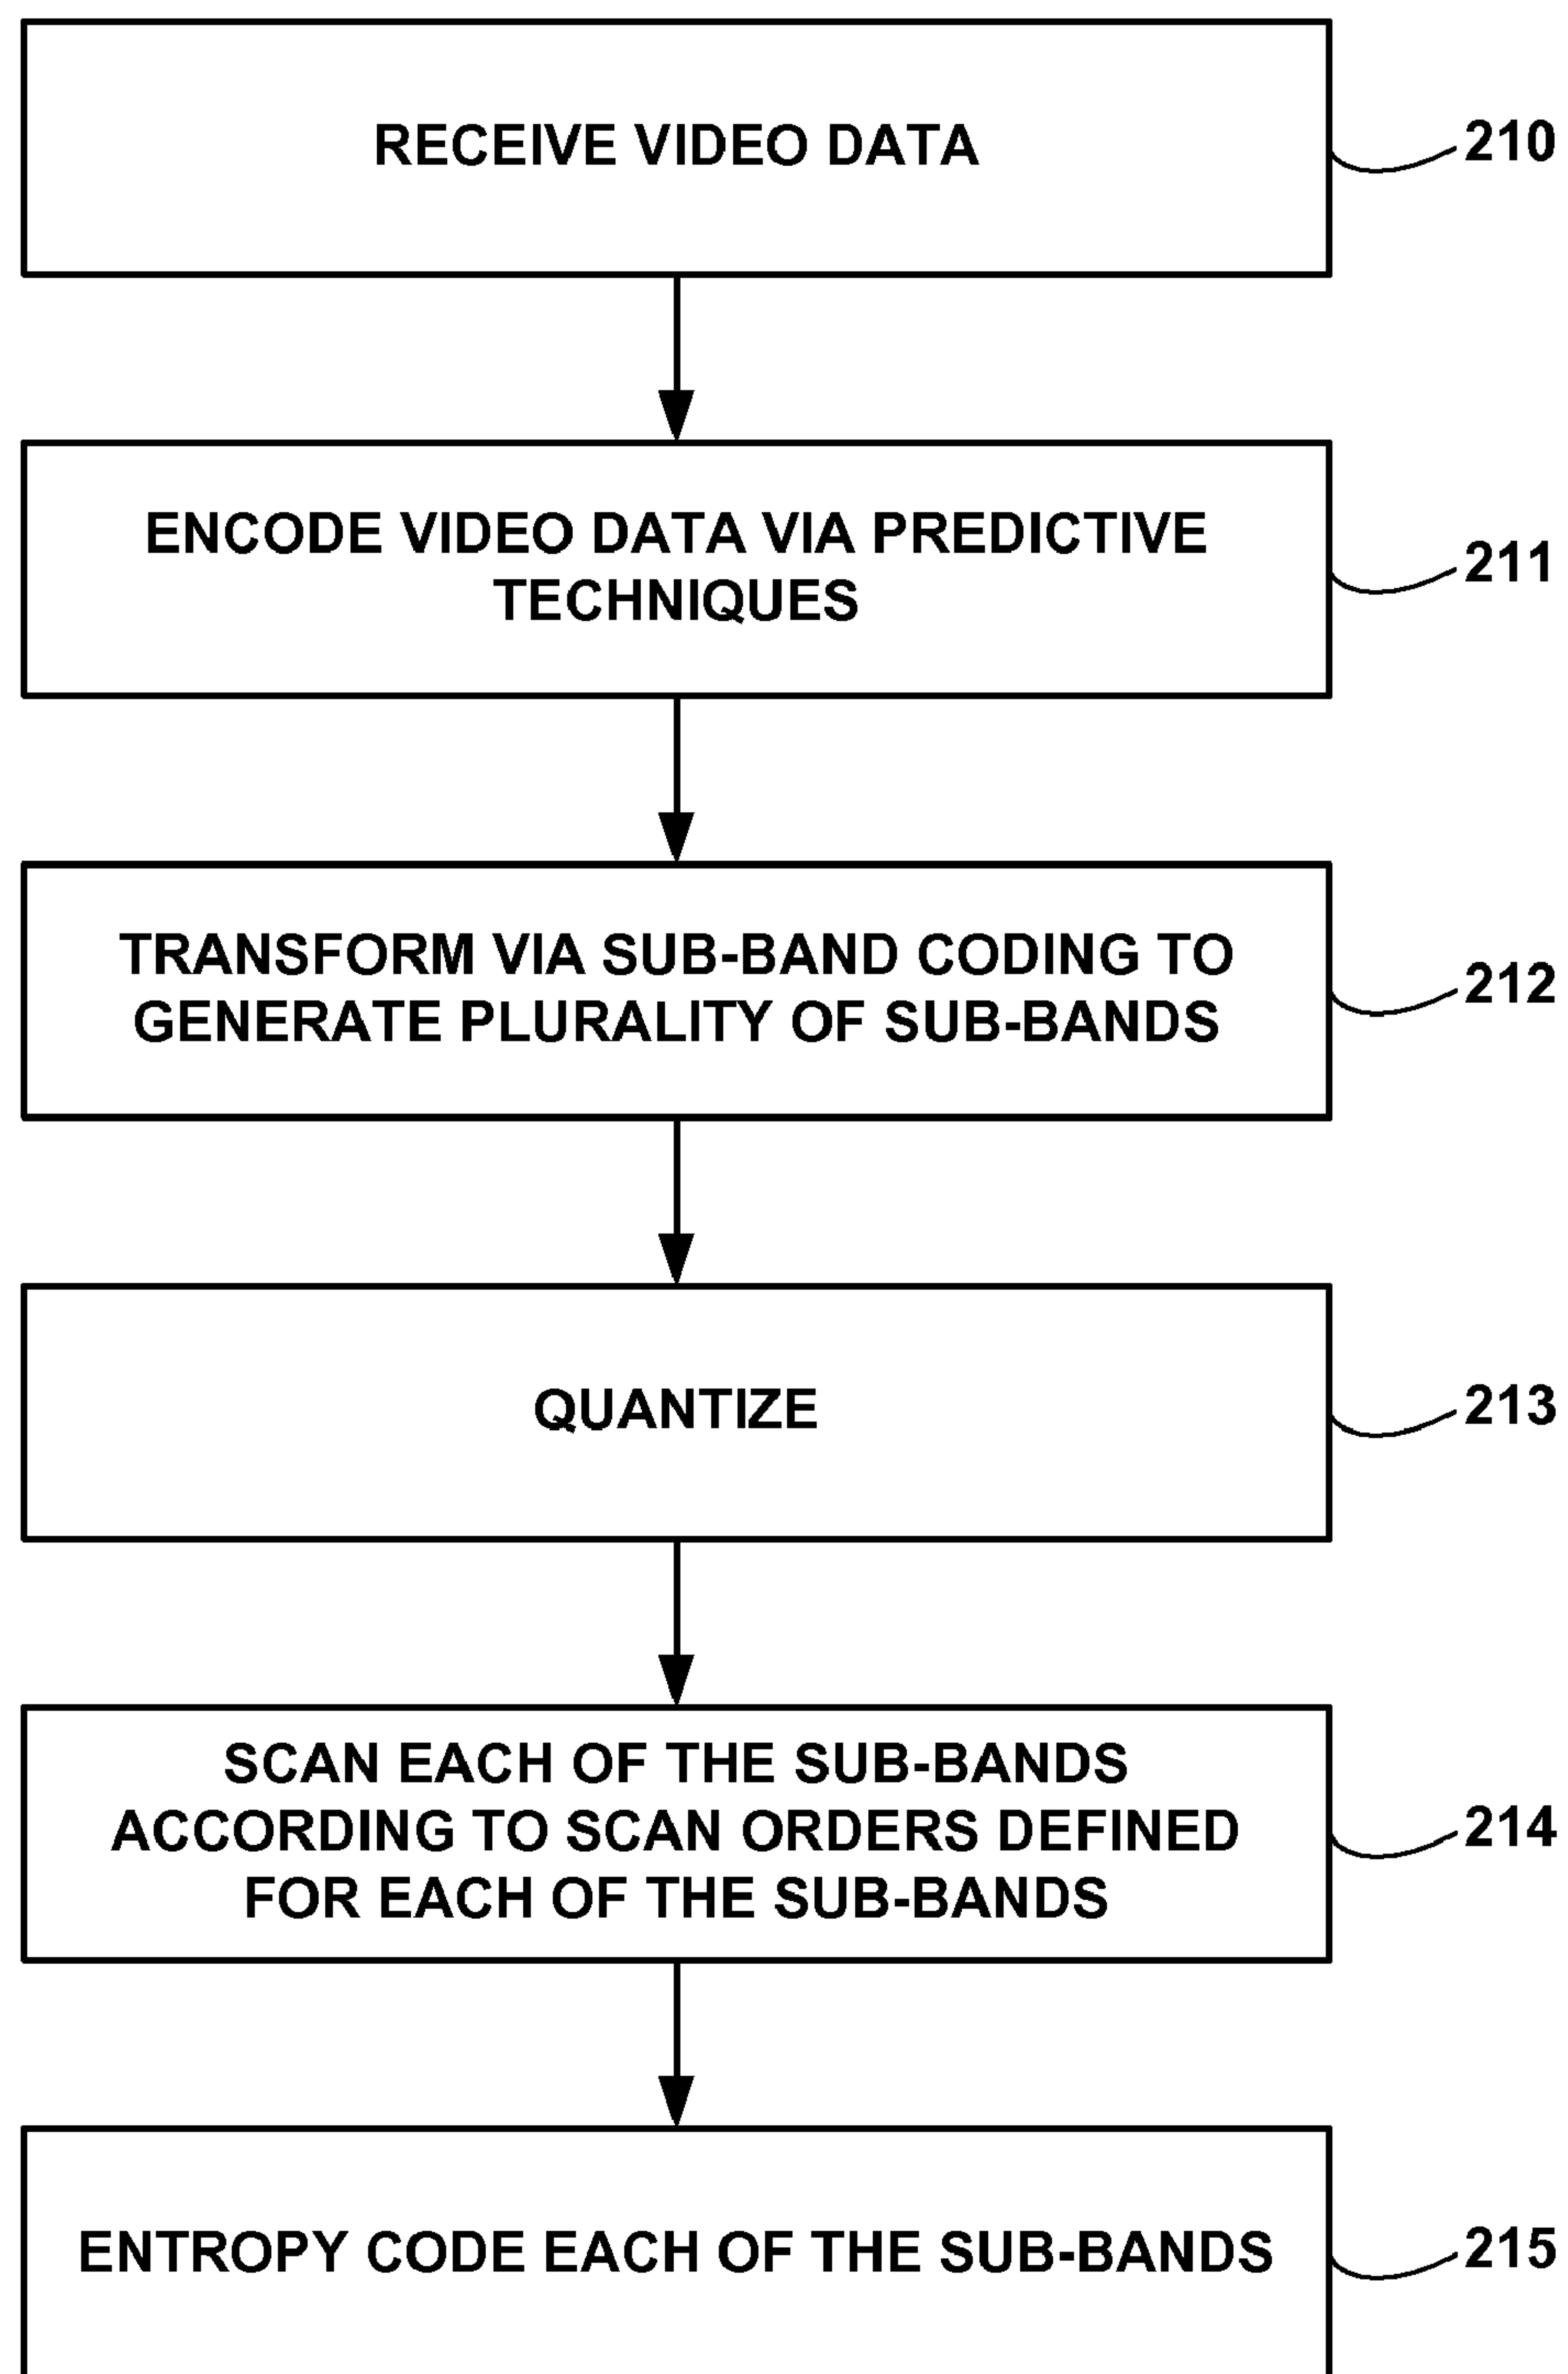 RECEIVE VIDEO DATA
210
ENCODE VIDEO DATA VIA PREDICTIVE
TECHNIQUES
211
TRANSFORM VIA SUB-BAND CODING TO
GENERATE PLURALITY OF SUB-BANDS
212
QUANTIZE
213
SCAN EACH OF THE SUB-BANDS
ACCORDING TO SCAN ORDERS DEFINED
FOR EACH OF THE SUB-BANDS
214
ENTROPY CODE EACH OF THE SUB-BANDS
215